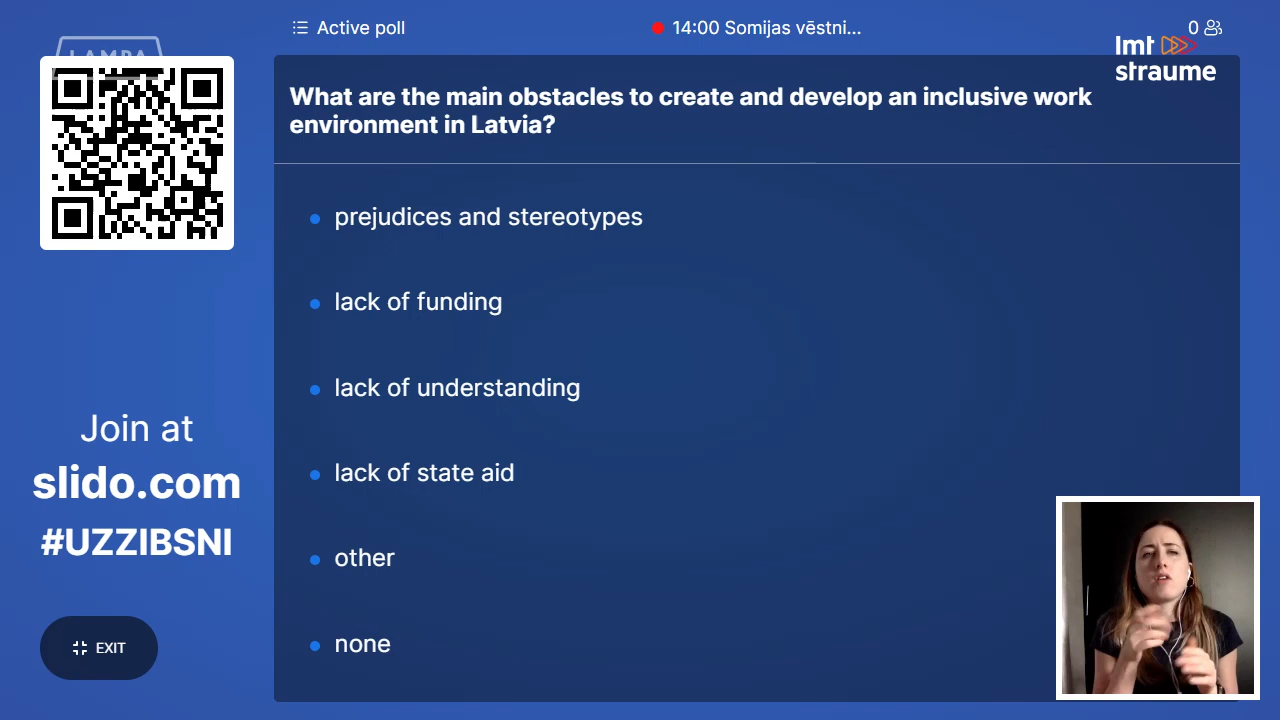 Active poll
14:00 Somijas vēstni...
0
LAMPA
lmt
straume
What are the main obstacles to create and develop an inclusive work
environment in Latvia?
prejudices and stereotypes
lack of funding
lack of understanding
lack of state aid
other
none
Join at
slido.com
#UZZIBSNI
EXIT